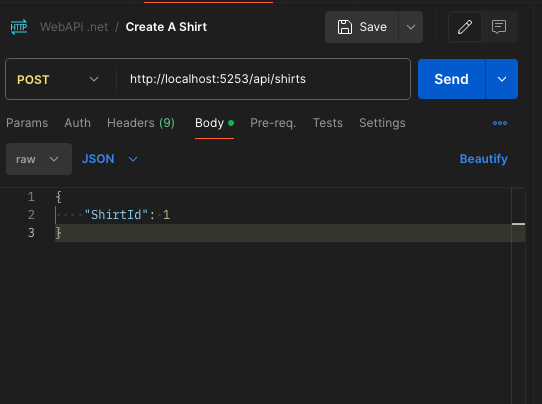 HTTP WebAPi .net / Create A Shirt Save
POST http://localhost:5253/api/shirts Send
Params Auth Headers (9) Body Pre-req. Tests Settings
raw JSON Beautify
1 {
2 "ShirtId": 1
3 }